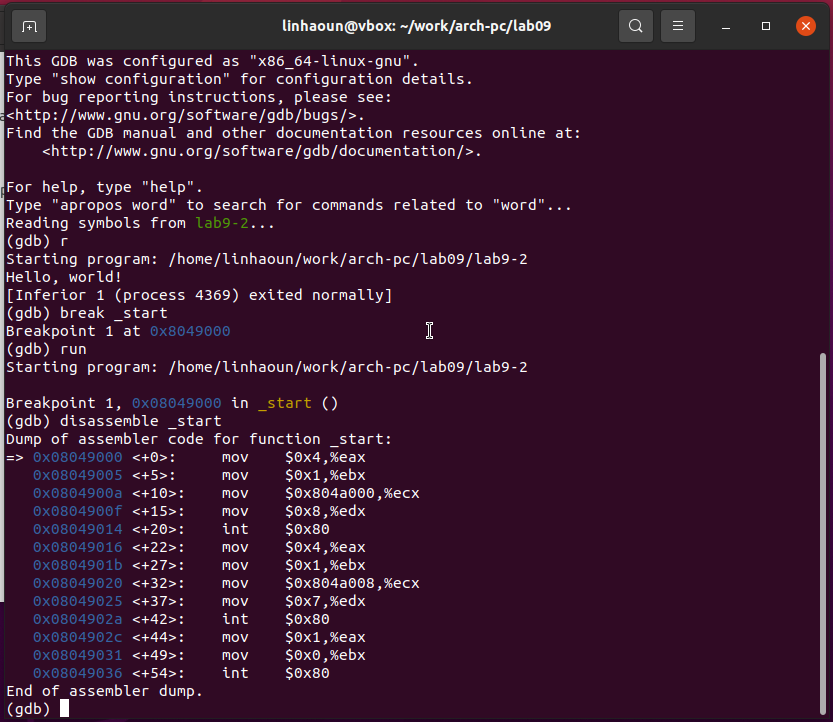 linhaoun@vbox: ~/work/arch-pc/lab09
This GDB was configured as "x86_64-linux-gnu".
Type "show configuration" for configuration details.
For bug reporting instructions, please see:
<http://www.gnu.org/software/gdb/bugs/>.
Find the GDB manual and other documentation resources online at:
    <http://www.gnu.org/software/gdb/documentation/>.

For help, type "help".
Type "apropos word" to search for commands related to "word"...
Reading symbols from lab9-2...
(gdb) r
Starting program: /home/linhaoun/work/arch-pc/lab09/lab9-2
Hello, world!
[Inferior 1 (process 4369) exited normally]
(gdb) break _start
Breakpoint 1 at 0x8049000
(gdb) run
Starting program: /home/linhaoun/work/arch-pc/lab09/lab9-2

Breakpoint 1, 0x08049000 in _start ()
(gdb) disassemble _start
Dump of assembler code for function _start:
=> 0x08049000 <+0>:     mov    $0x4,%eax
   0x08049005 <+5>:     mov    $0x1,%ebx
   0x0804900a <+10>:    mov    $0x804a000,%ecx
   0x0804900f <+15>:    mov    $0x8,%edx
   0x08049014 <+20>:    int    $0x80
   0x08049016 <+22>:    mov    $0x4,%eax
   0x0804901b <+27>:    mov    $0x1,%ebx
   0x08049020 <+32>:    mov    $0x804a008,%ecx
   0x08049025 <+37>:    mov    $0x7,%edx
   0x0804902a <+42>:    int    $0x80
   0x0804902c <+44>:    mov    $0x1,%eax
   0x08049031 <+49>:    mov    $0x0,%ebx
   0x08049036 <+54>:    int    $0x80
End of assembler dump.
(gdb)